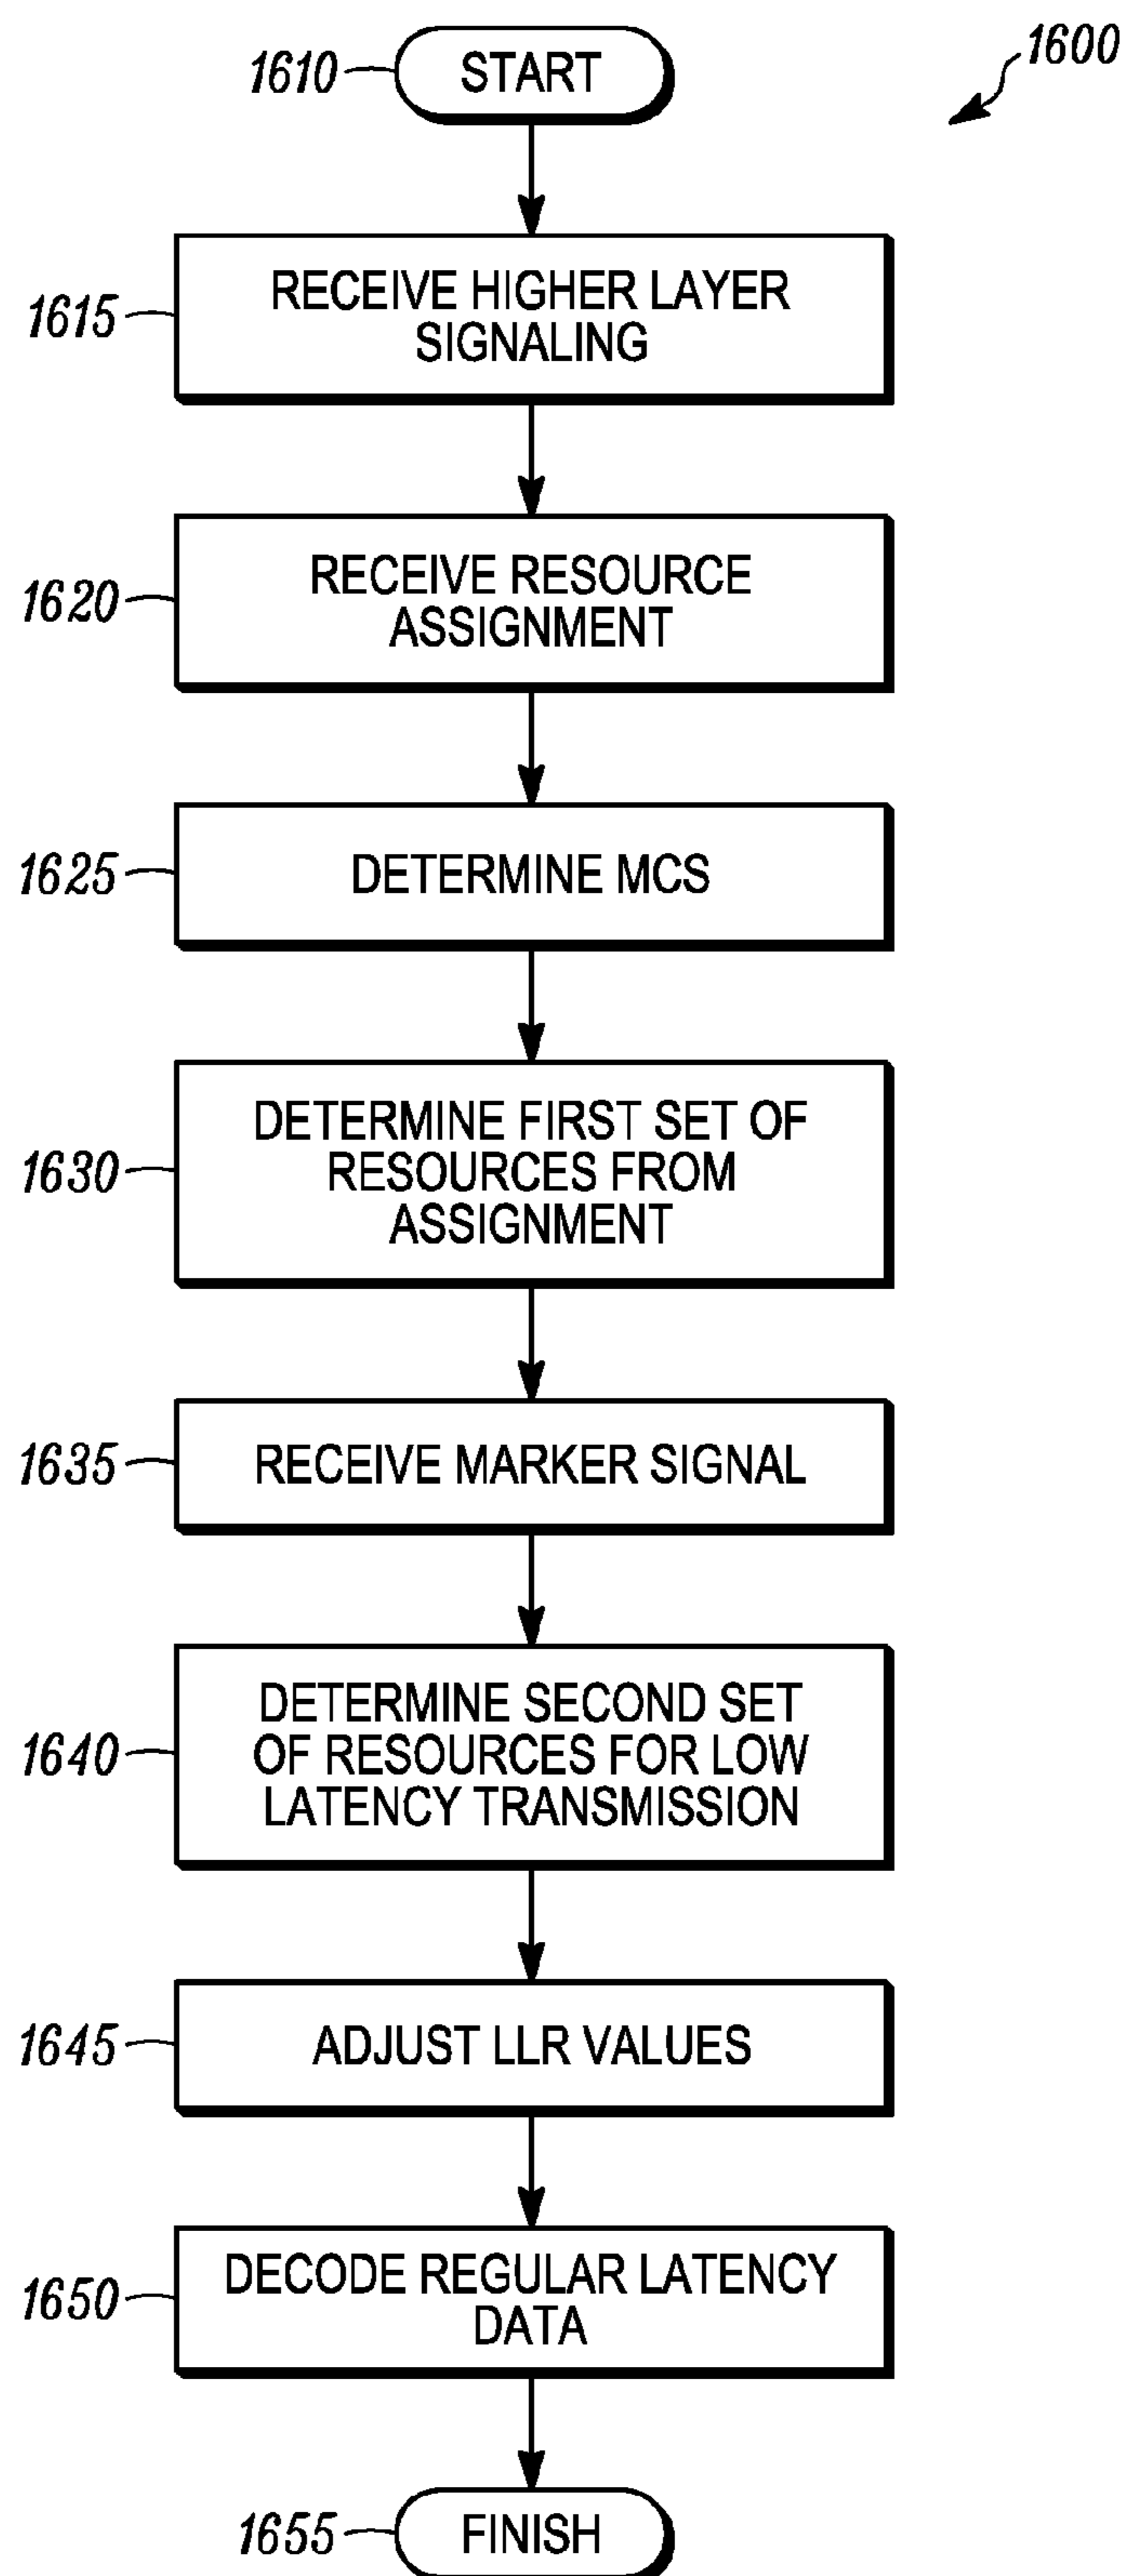 1600
1610
START
1615
RECEIVE HIGHER LAYER
SIGNALING
1620
RECEIVE RESOURCE
ASSIGNMENT
1625
DETERMINE MCS
1630
DETERMINE FIRST SET OF
RESOURCES FROM
ASSIGNMENT
1635
RECEIVE MARKER SIGNAL
1640
DETERMINE SECOND SET
OF RESOURCES FOR LOW
LATENCY TRANSMISSION
1645
ADJUST LLR VALUES
1650
DECODE REGULAR LATENCY
DATA
1655
FINISH